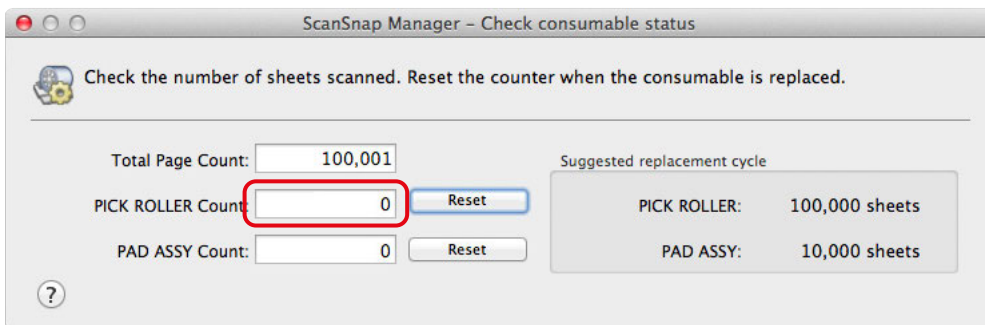 ScanSnap Manager – Check consumable status
Check the number of sheets scanned. Reset the counter when the consumable is replaced.
Total Page Count: 100,001
Suggested replacement cycle
PICK ROLLER Count: 0 Reset
PICK ROLLER: 100,000 sheets
PAD ASSY Count: 0 Reset
PAD ASSY: 10,000 sheets
?